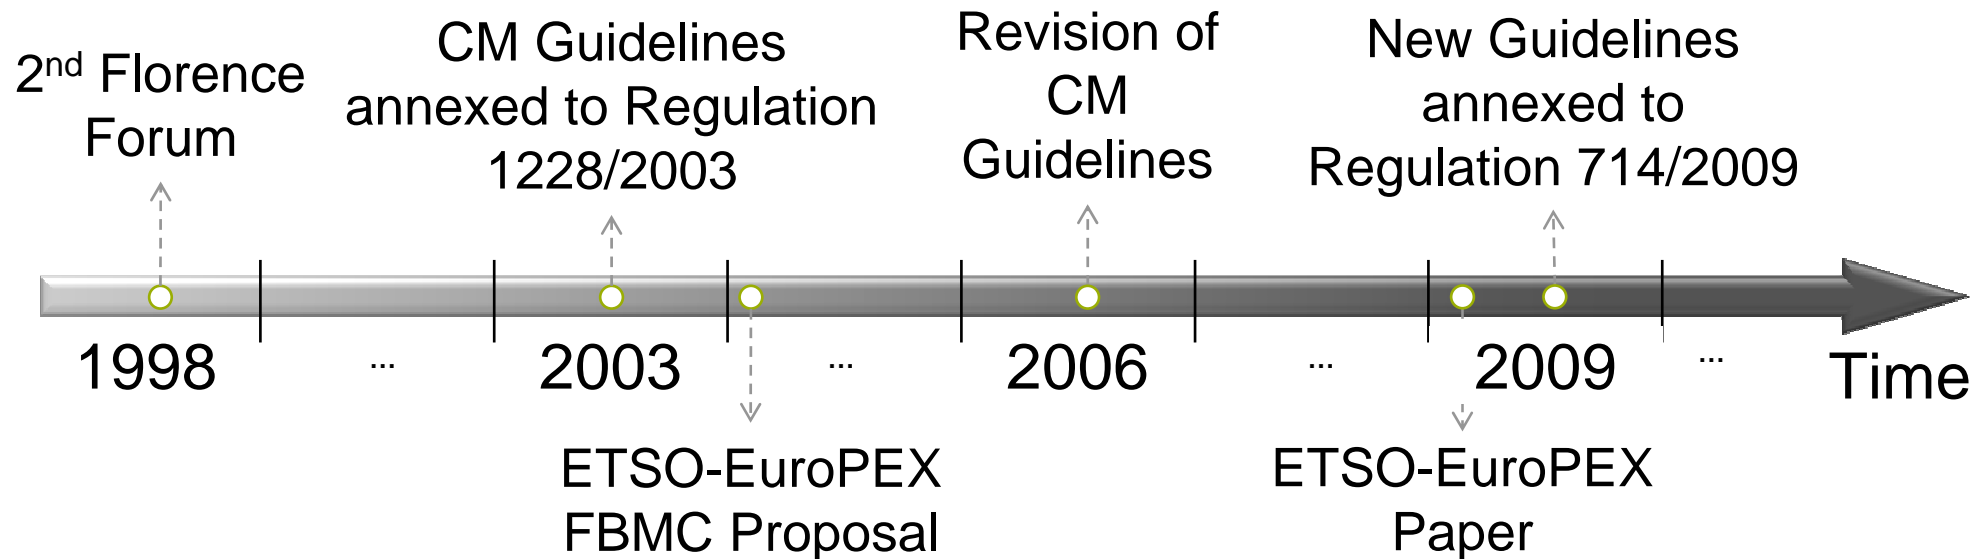 2nd Florence
Forum
CM Guidelines
annexed to Regulation
1228/2003
Revision of
CM
Guidelines
New Guidelines
annexed to
Regulation 714/2009
1998 ... 2003 ... 2006 ... 2009 ... Time
ETSO-EuroPEX
FBMC Proposal
ETSO-EuroPEX
Paper